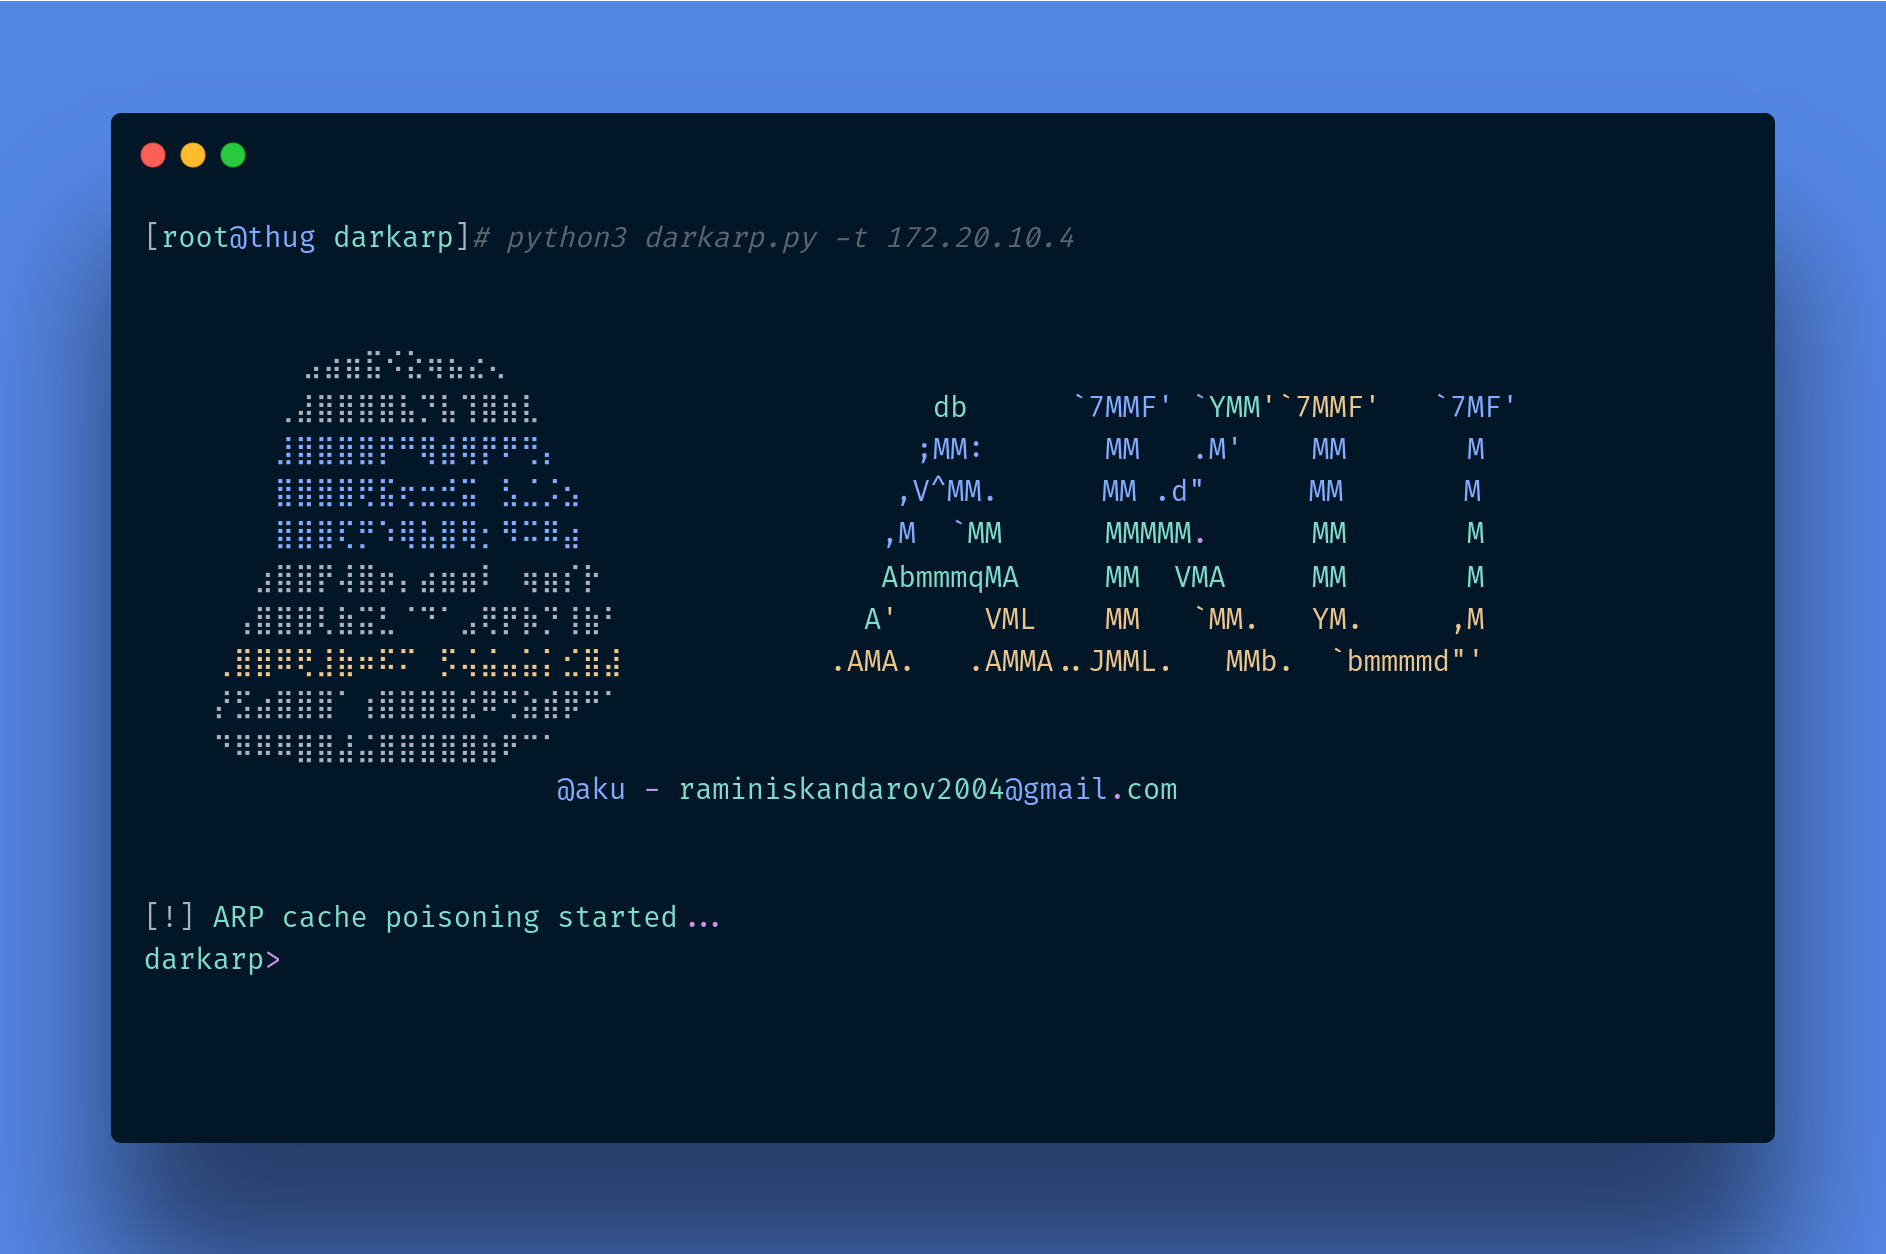 [root@thug darkarp]# python3 darkarp.py -t 172.20.10.4
db `7MMF' `YMM'`7MMF' `7MF'
;MM: MM .M' MM M
,V^MM. MM .d" MM M
,M `MM MMMMM. MM M
AbmmmqMA MM VMA MM M
A' VML MM `MM. YM. ,M
.AMA. .AMMA..JMML. MMb. `bmmmmd"'
@aku - raminiskandarov2004@gmail.com
[!] ARP cache poisoning started...
darkarp>